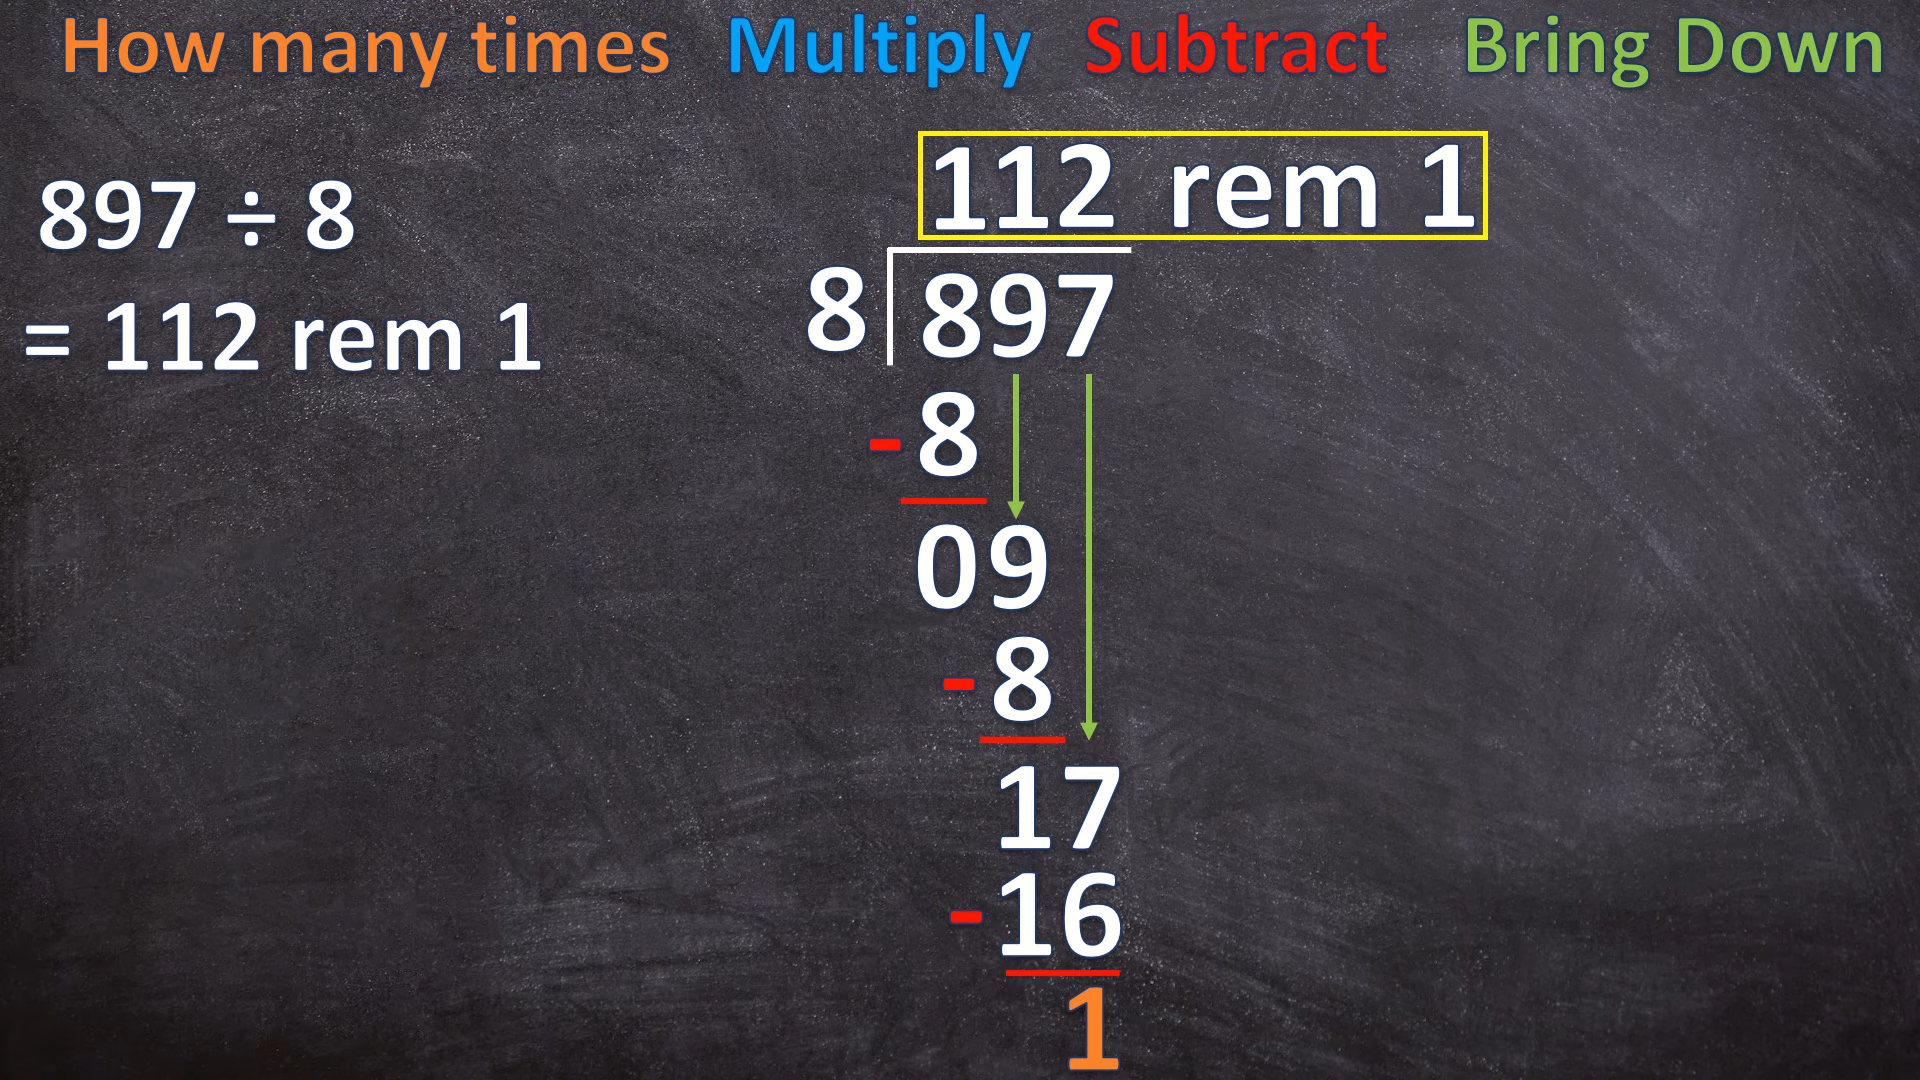 How many times Multiply Subtract Bring Down
897 ÷ 8
= 112 rem 1
112 rem 1
8 897
-8
09
-8
17
-16
1